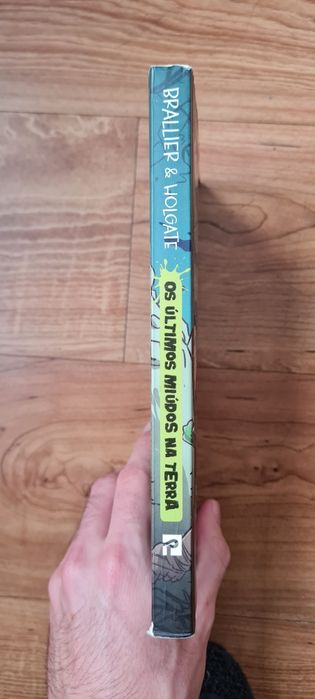 BRALLIER & HOLGATE
OS ÚLTIMOS MIÚDOS NA TERRA